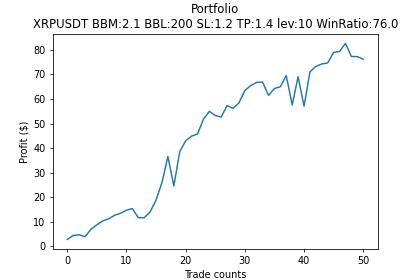 Portfolio
XRPUSDT BBM:2.1 BBL:200 SL:1.2 TP:1.4 lev:10 WinRatio:76.0
80
70
60
50
40
30
20
10
0
Profit ($)
0 10 20 30 40 50
Trade counts